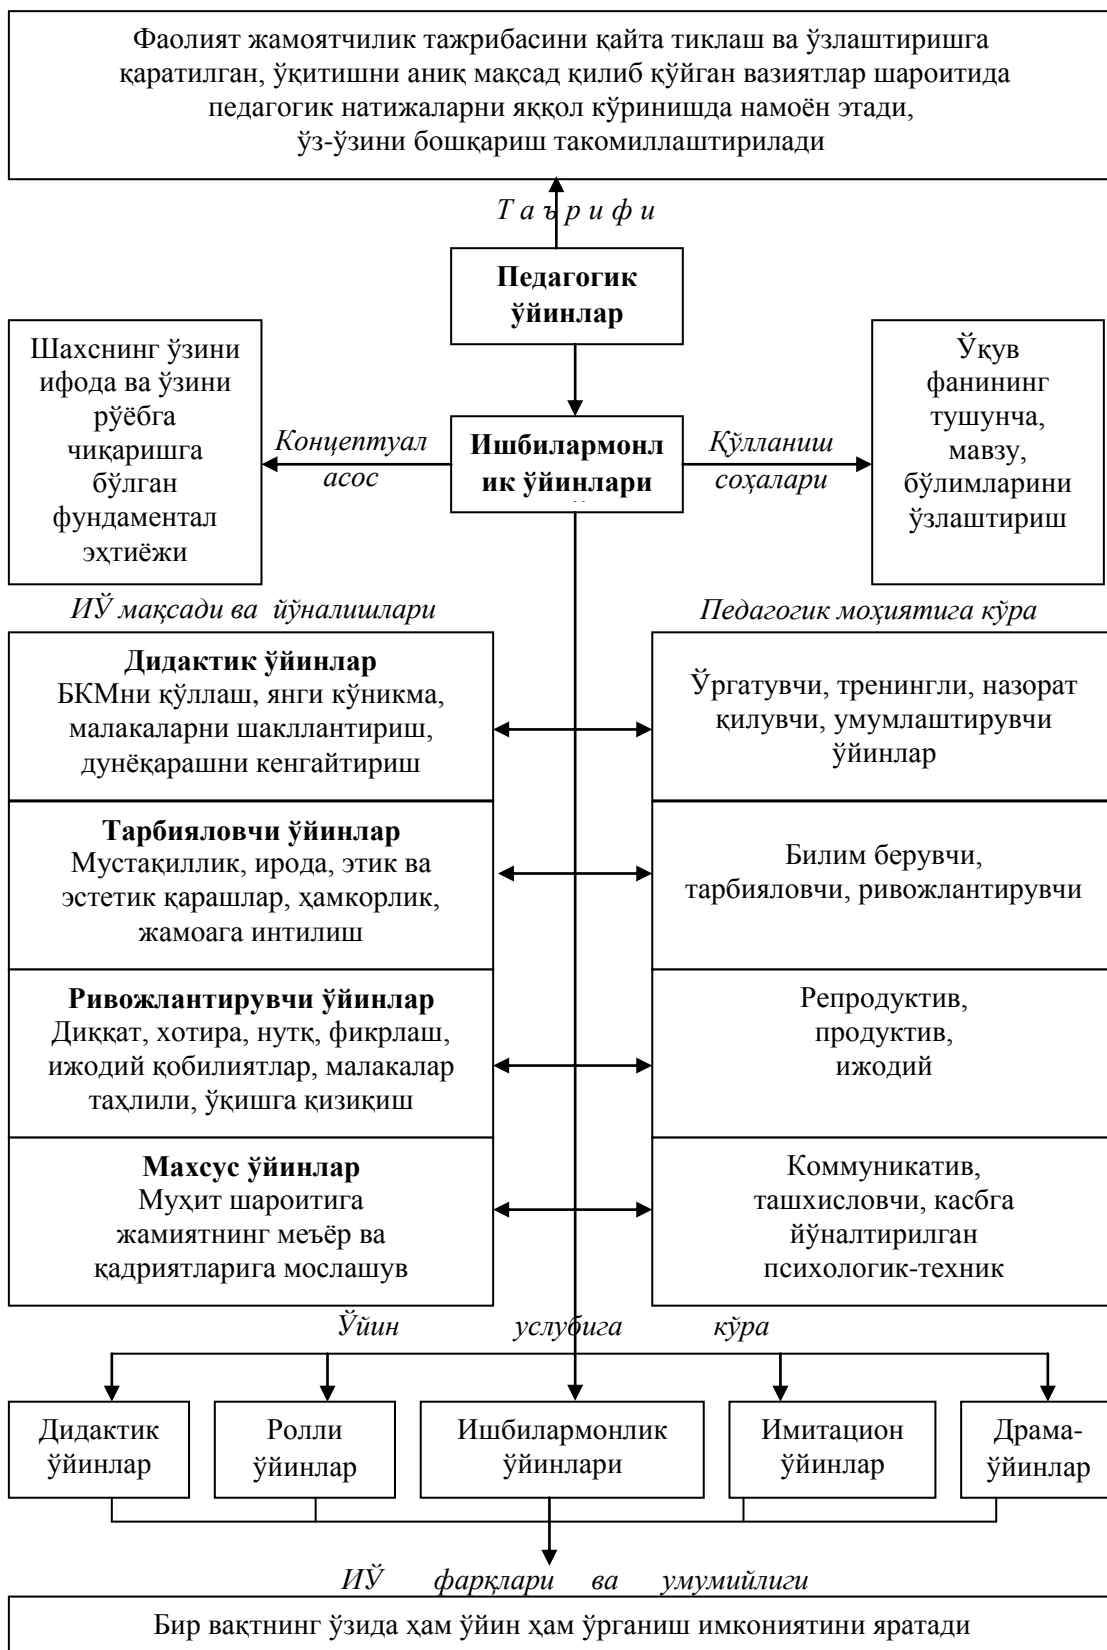 Фаолият жамоятчилик тажрибасини қайта тиклаш ва ўзлаштиришга
қаратилган, ўқитишни аниқ мақсад қилиб қўйган вазиятлар шароитида
педагогик натижаларни яққол кўринишда намоён этади,
ўз-ўзини бошқариш такомиллаштирилади
Т а ъ р и ф и
Педагогик
ўйинлар
Шахснинг ўзини
ифода ва ўзини
рўёбга
чиқаришга
бўлган
фундаментал
эҳтиёжи
Концептуал
асос
Ишбилармонл
ик ўйинлари
Қўлланиш
соҳалари
Ўқув
фанининг
тушунча,
мавзу,
бўлимларини
ўзлаштириш
ИЎ мақсади ва йўналишлари
Педагогик моҳиятига кўра
Дидактик ўйинлар
БКМни қўллаш, янги кўникма,
малакаларни шакллантириш,
дунёқарашни кенгайтириш
Ўргатувчи, тренингли, назорат
қилувчи, умумлаштирувчи
ўйинлар
Тарбияловчи ўйинлар
Мустақиллик, ирода, этик ва
эстетик қарашлар, ҳамкорлик,
жамоага интилиш
Билим берувчи,
тарбияловчи, ривожлантирувчи
Ривожлантирувчи ўйинлар
Диққат, хотира, нутқ, фикрлаш,
ижодий қобилиятлар, малакалар
таҳлили, ўқишга қизиқиш
Репродуктив,
продуктив,
ижодий
Махсус ўйинлар
Муҳит шароитига
жамиятнинг меъёр ва
қадриятларига мослашув
Коммуникатив,
ташхисловчи, касбга
йўналтирилган
психологик-техник
Ўйин услубига кўра
Дидактик
ўйинлар
Ролли
ўйинлар
Ишбилармонлик
ўйинлари
Имитацион
ўйинлар
Драма-
ўйинлар
ИЎ фарқлари ва умумийлиги
Бир вақтнинг ўзида ҳам ўйин ҳам ўрганиш имкониятини яратади